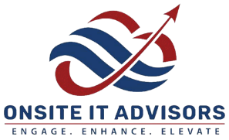 ONSITE IT ADVISORS
ENGAGE. ENHANCE. ELEVATE